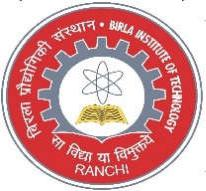 बिरला प्रौद्योगिकी संस्थान • BIRLA INSTITUTE OF TECHNOLOGY
सा विद्या या विमुक्तये
RANCHI